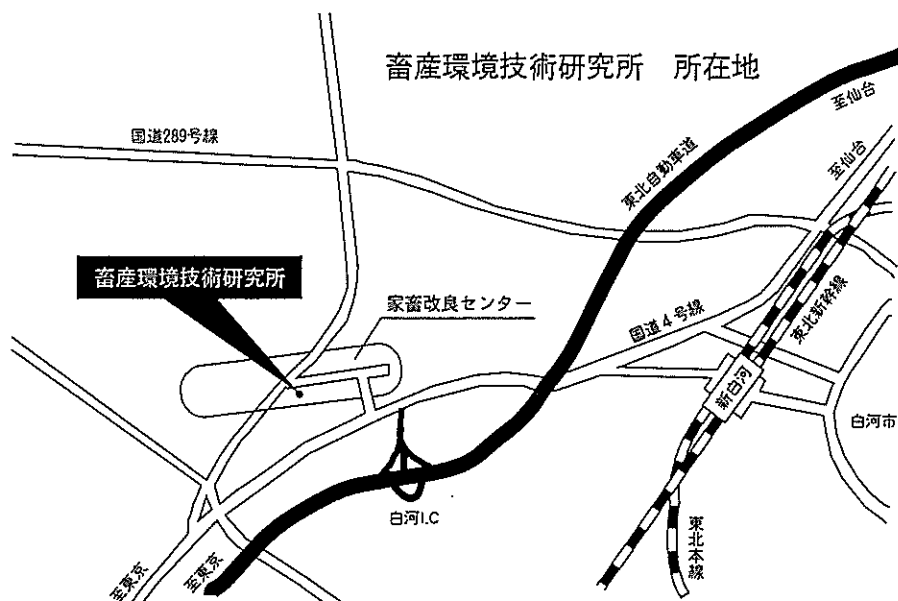 畜産環境技術研究所 所在地
至仙台
国道289号線
東北自動車道
至仙台
畜産環境技術研究所
家畜改良センター
国道4号線
東北新幹線
新白河
白河市
白河I.C
東北本線
至東京
至東京